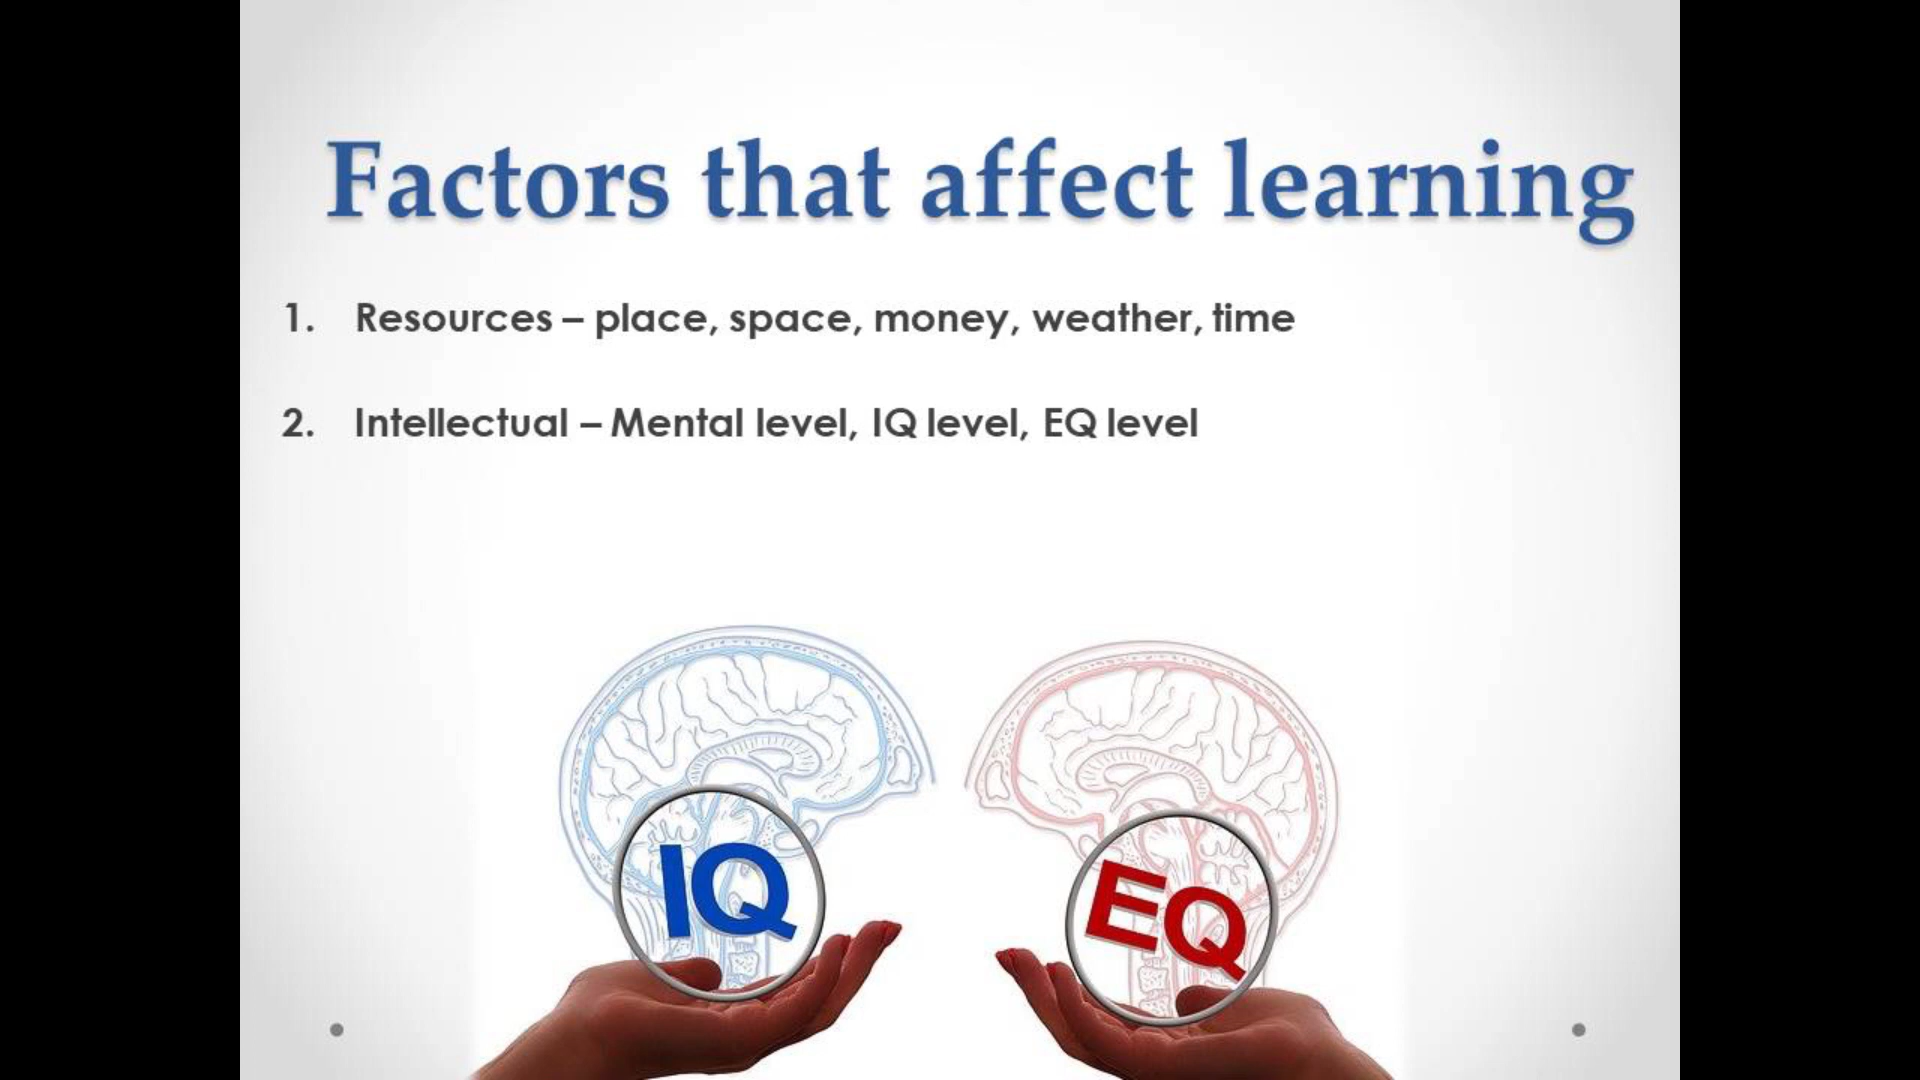 Factors that affect learning
1. Resources – place, space, money, weather, time
2. Intellectual – Mental level, IQ level, EQ level
IQ
EQ